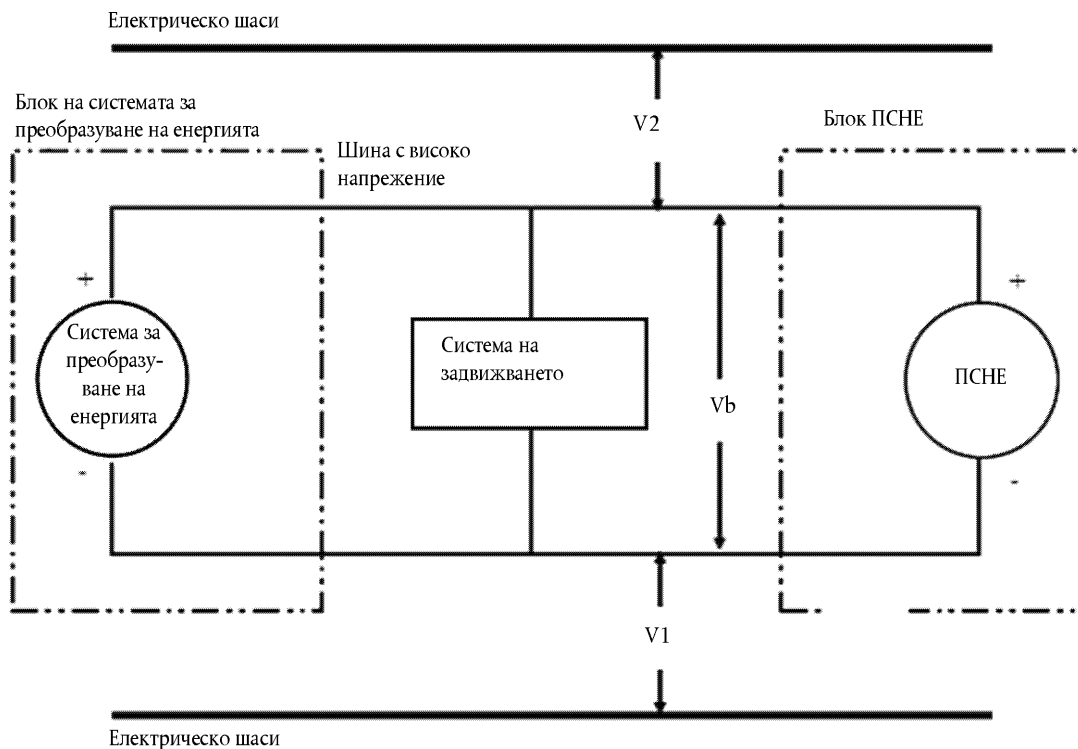 Електрическо шаси
Блок на системата за
преобразуване на енергията
Шина с високо
напрежение
V2
Блок ПСНЕ
+
Система за
преобразу-
ване на
енергията
-
Система на
задвижването
Vb
+
ПСНЕ
-
V1
Електрическо шаси